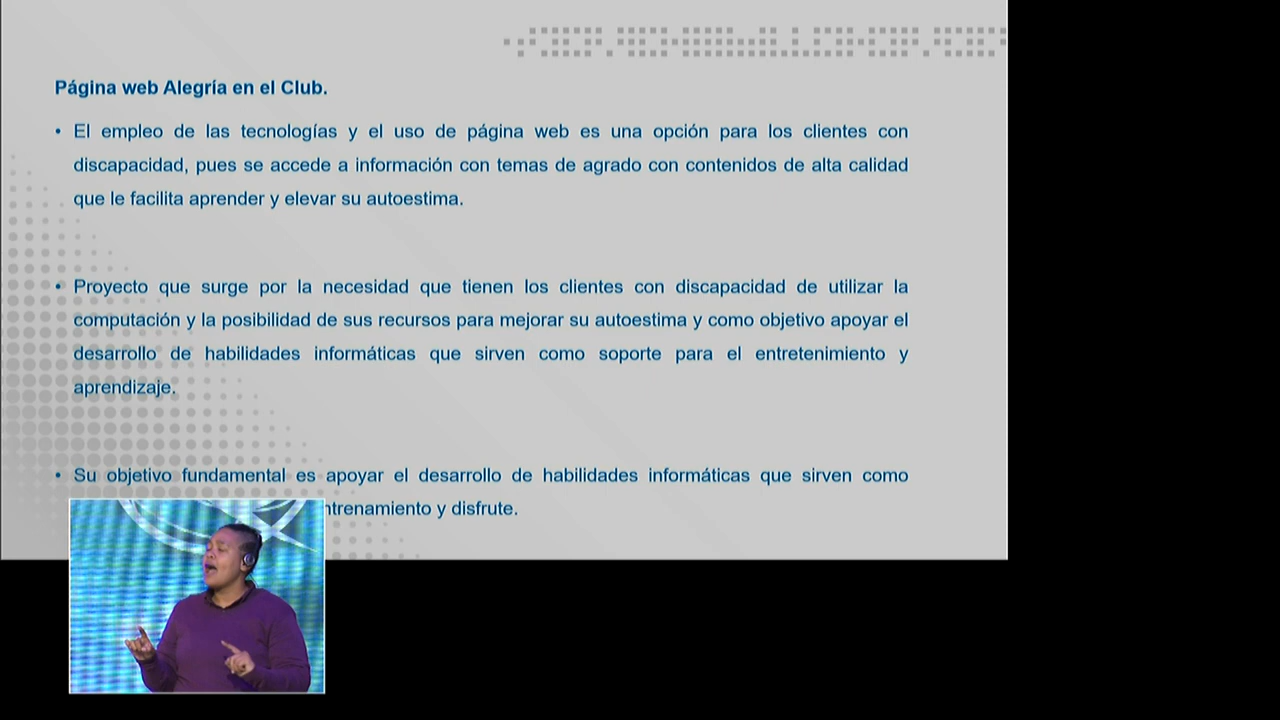 Página web Alegría en el Club.
• El empleo de las tecnologías y el uso de página web es una opción para los clientes con
discapacidad, pues se accede a información con temas de agrado con contenidos de alta calidad
que le facilita aprender y elevar su autoestima.
• Proyecto que surge por la necesidad que tienen los clientes con discapacidad de utilizar la
computación y la posibilidad de sus recursos para mejorar su autoestima y como objetivo apoyar el
desarrollo de habilidades informáticas que sirven como soporte para el entretenimiento y
aprendizaje.
• Su objetivo fundamental es apoyar el desarrollo de habilidades informáticas que sirven como
y disfrute.